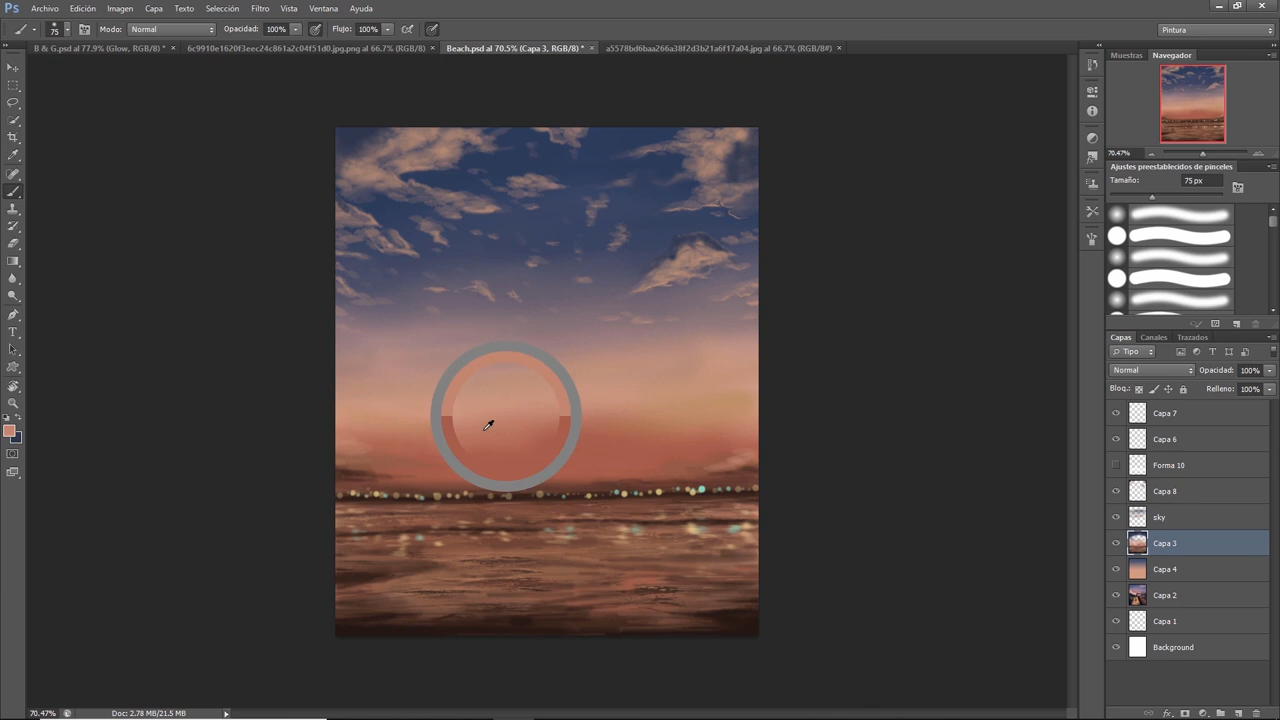 Ps Archivo Edición Imagen Capa Texto Selección Filtro Vista Ventana Ayuda
75 Modo: Normal Opacidad: 100% Flujo: 100% Pintura
B & G.psd al 77.9% (Glow, RGB/8) * × 6c9910e1620f3eec24c861a2c04f51d0.jpg.png al 66.7% (RGB/8) × Beach.psd al 70.5% (Capa 3, RGB/8) * × a5578bd6baa266a38f2d3b21a6f17a04.jpg al 66.7% (RGB/8#) ×
Muestras Navegador
70.47%
Ajustes preestablecidos de pinceles
Tamaño: 75 px
Capas Canales Trazados
Tipo
Normal Opacidad: 100%
Bloq.: Relleno: 100%
Capa 7
Capa 6
Forma 10
Capa 8
sky
Capa 3
Capa 4
Capa 2
Capa 1
Background
fx
70.47% Doc: 2.78 MB/21.5 MB